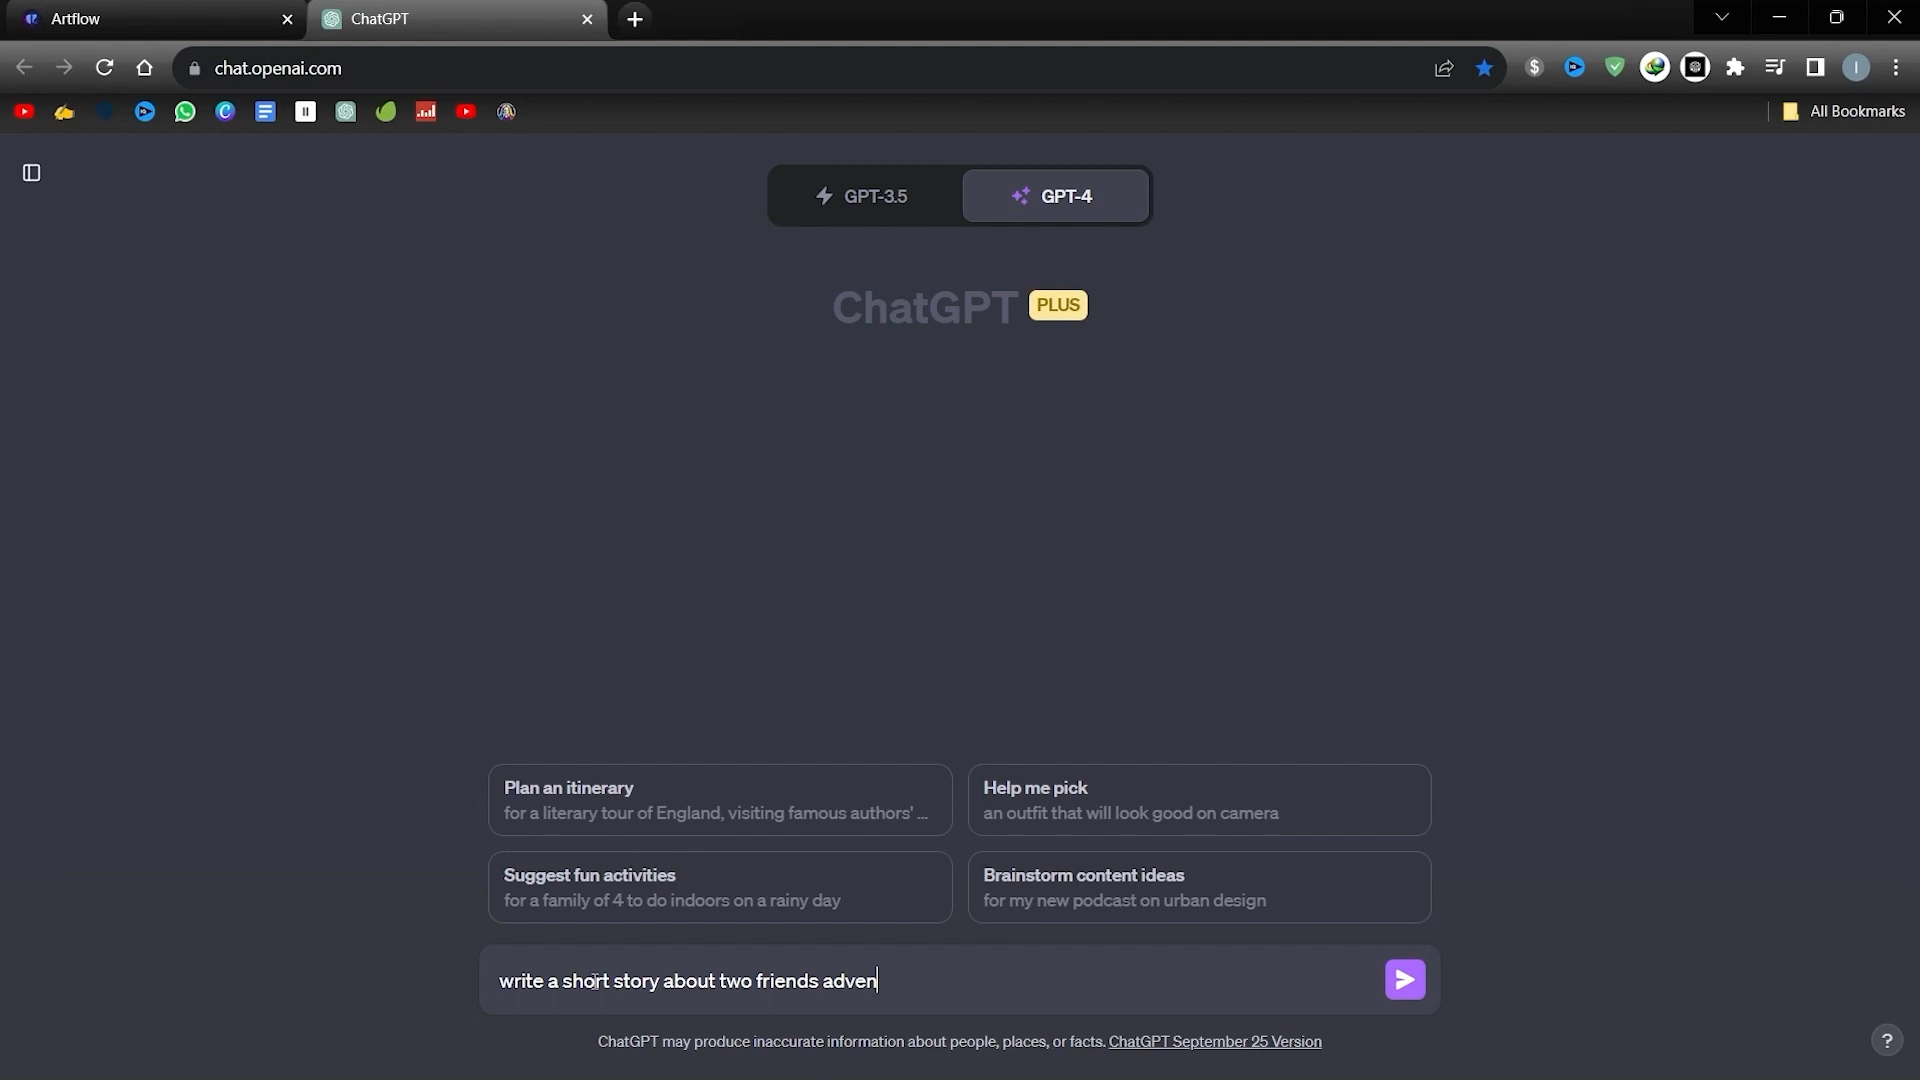 Artflow
ChatGPT
chat.openai.com
All Bookmarks
GPT-3.5
GPT-4
ChatGPT PLUS
Plan an itinerary
for a literary tour of England, visiting famous authors' ...
Help me pick
an outfit that will look good on camera
Suggest fun activities
for a family of 4 to do indoors on a rainy day
Brainstorm content ideas
for my new podcast on urban design
write a short story about two friends adven
ChatGPT may produce inaccurate information about people, places, or facts. ChatGPT September 25 Version
?